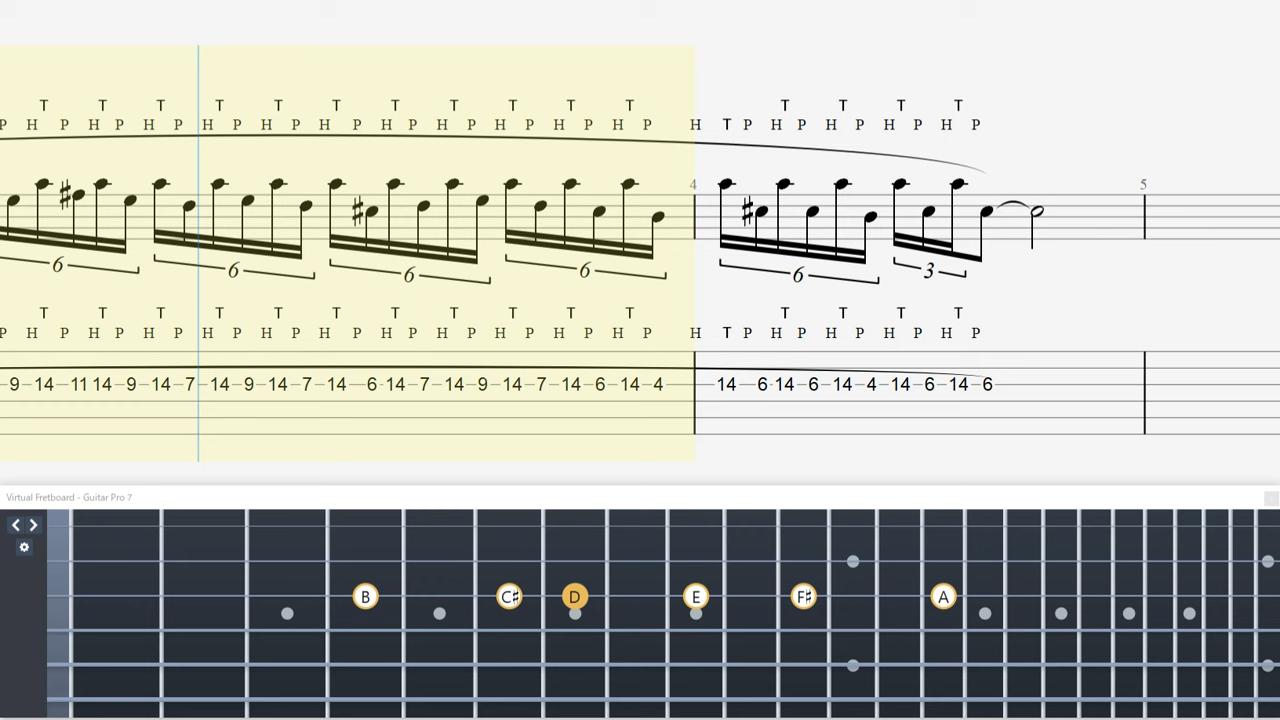 T T T T T T T T T T T T T T T
P H P H P H P H P H P H P H P H P H P H P H P H P H T P H P H P H P H P
4 5
6 6 6 6 6 3
T T T T T T T T T T T T T T T
P H P H P H P H P H P H P H P H P H P H P H P H P H T P H P H P H P H P
9 14 11 14 9 14 7 14 9 14 7 14 6 14 7 14 9 14 7 14 6 14 4 14 6 14 6 14 4 14 6 14 6
Virtual Fretboard - Guitar Pro 7
B C♯ D E F♯ A